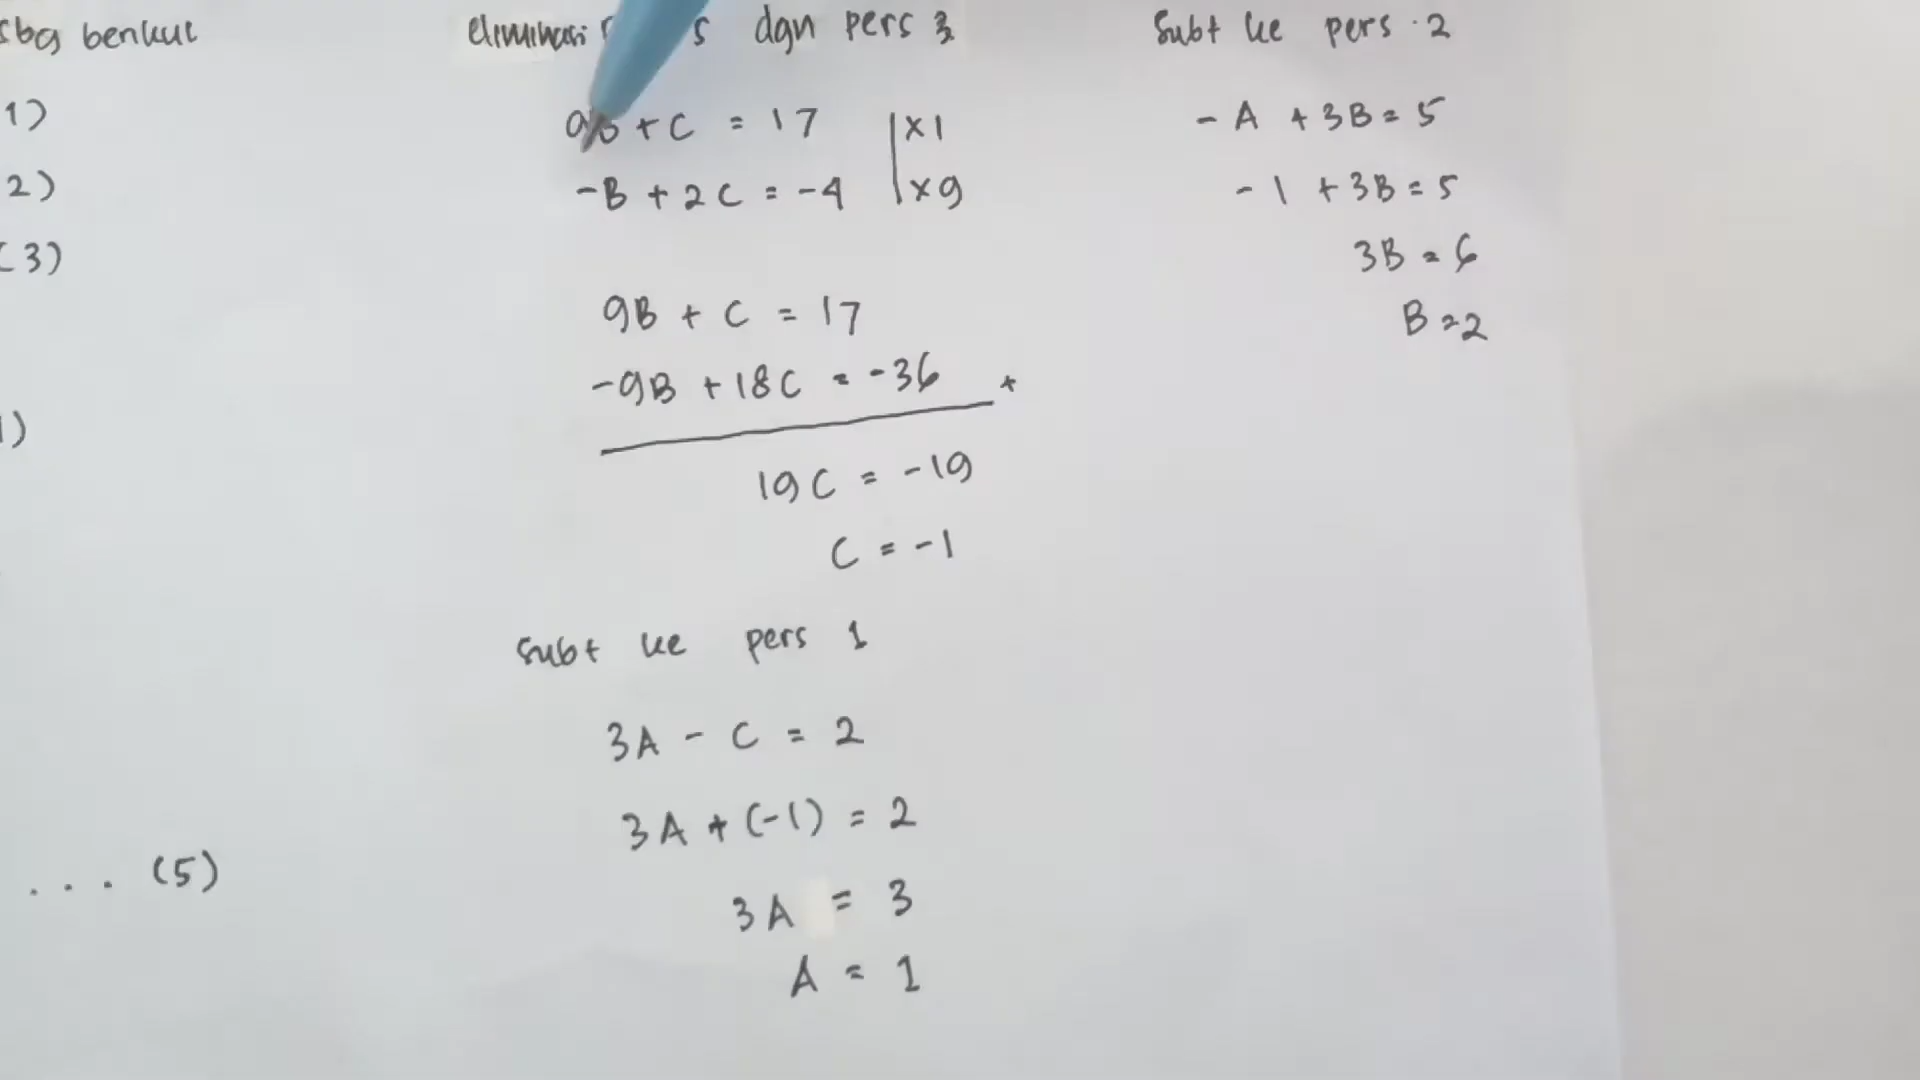 sbg berikut
1)
2)
(3)
1)
... (5)
eliminasi s dgn pers 3
9B + C = 17 | x1
-B + 2C = -4 | x9
9B + C = 17
-9B + 18C = -36 +
19C = -19
C = -1
subt ke pers 1
3A - C = 2
3A + (-1) = 2
3A = 3
A = 1
Subt ke pers. 2
- A + 3B = 5
- 1 + 3B = 5
3B = 6
B = 2